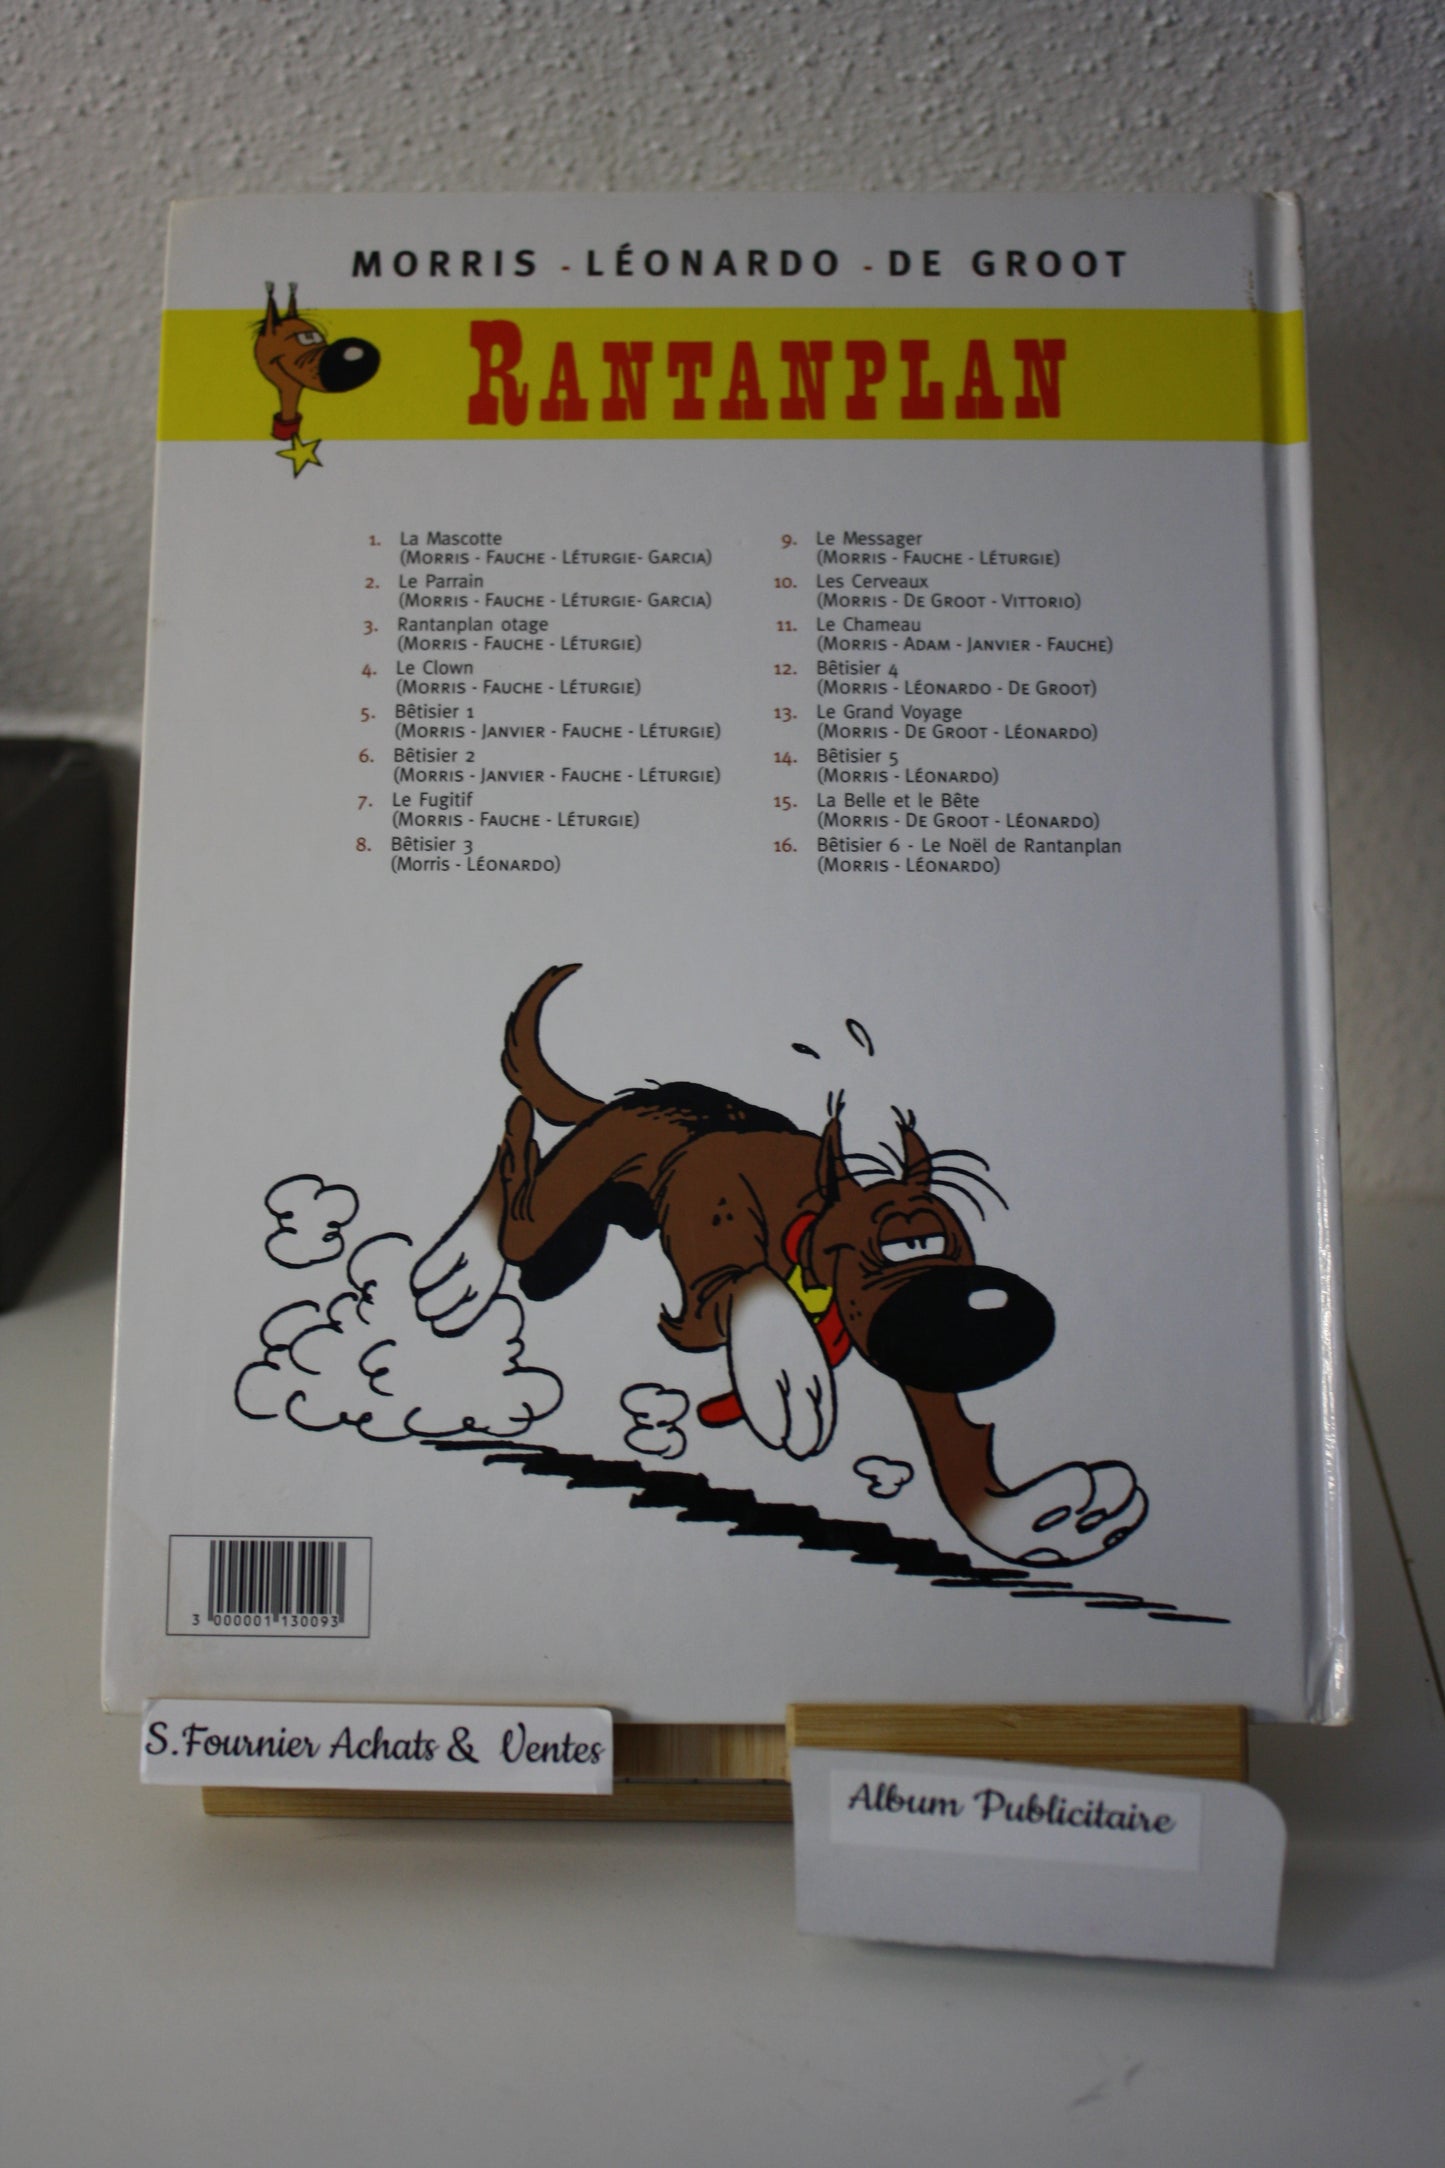 MORRIS - LÉONARDO - DE GROOT
RANTANPLAN
1. La Mascotte
(MORRIS - FAUCHE - LÉTURGIE- GARCIA)
2. Le Parrain
(MORRIS - FAUCHE - LÉTURGIE- GARCIA)
3. Rantanplan otage
(MORRIS - FAUCHE - LÉTURGIE)
4. Le Clown
(MORRIS - FAUCHE - LÉTURGIE)
5. Bêtisier 1
(MORRIS - JANVIER - FAUCHE - LÉTURGIE)
6. Bêtisier 2
(MORRIS - JANVIER - FAUCHE - LÉTURGIE)
7. Le Fugitif
(MORRIS - FAUCHE - LÉTURGIE)
8. Bêtisier 3
(Morris - LÉONARDO)
9. Le Messager
(MORRIS - FAUCHE - LÉTURGIE)
10. Les Cerveaux
(MORRIS - DE GROOT - VITTORIO)
11. Le Chameau
(MORRIS - ADAM - JANVIER - FAUCHE)
12. Bêtisier 4
(MORRIS - LÉONARDO - DE GROOT)
13. Le Grand Voyage
(MORRIS - DE GROOT - LÉONARDO)
14. Bêtisier 5
(MORRIS - LÉONARDO)
15. La Belle et le Bête
(MORRIS - DE GROOT - LÉONARDO)
16. Bêtisier 6 - Le Noël de Rantanplan
(MORRIS - LÉONARDO)
3 000001 130093
S.Fournier Achats & Ventes
Album Publicitaire